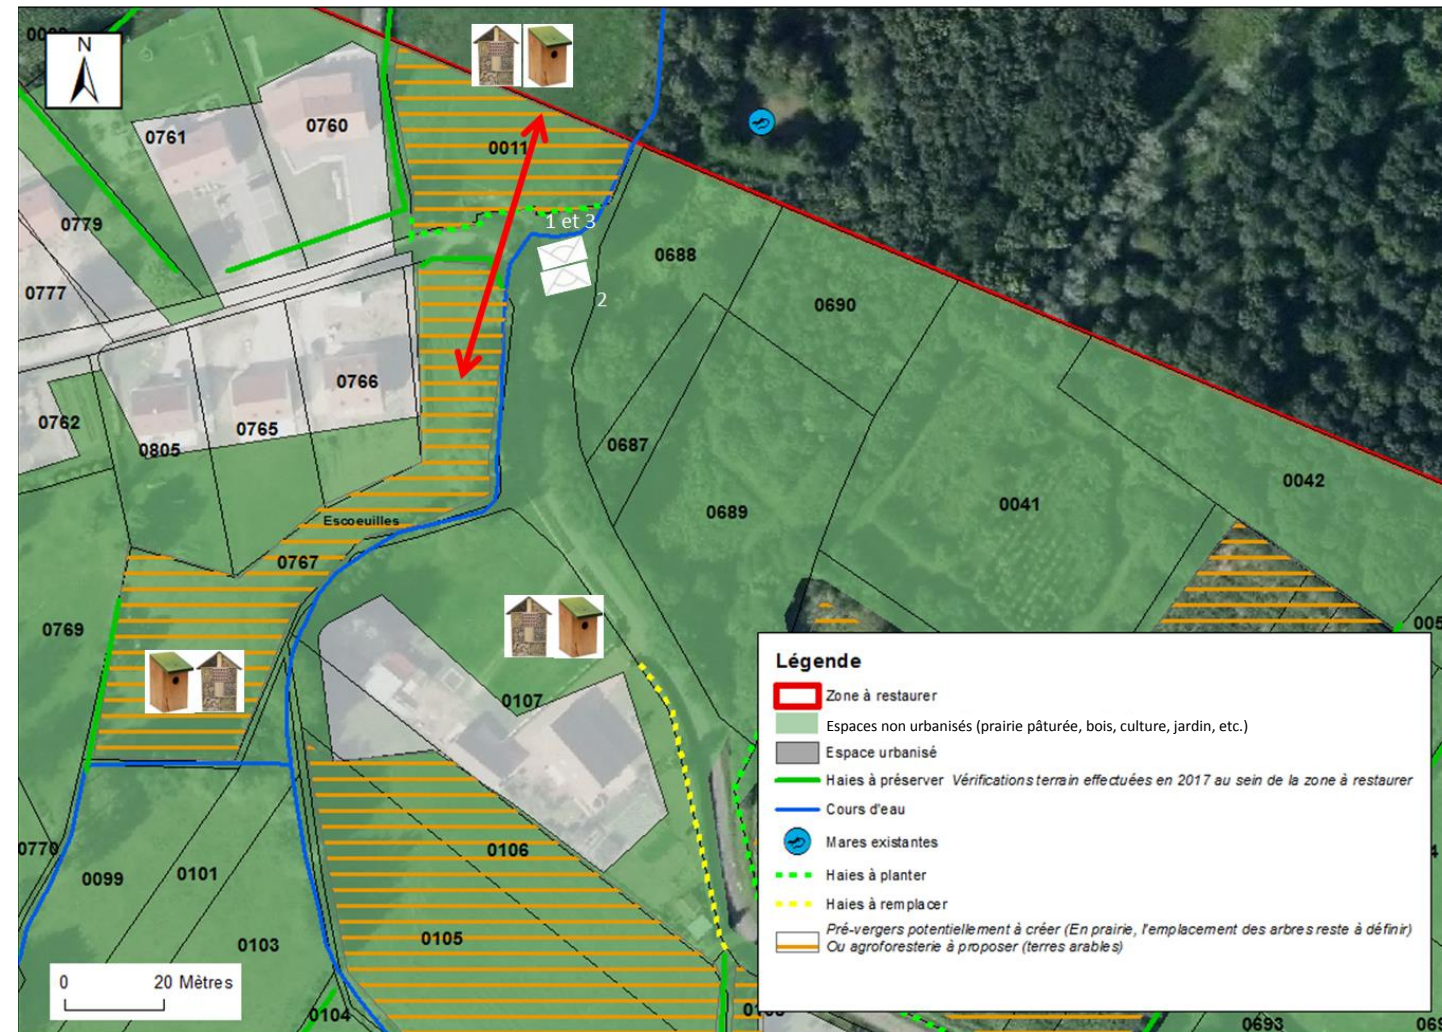 N
0761
0760
0011
0779
1 et 3
0688
0777
2
0690
0766
0762
0805
0765
0687
0042
0689
0041
Escoeuilles
0767
0769
0107
0106
0770
0099
0101
0105
0103
0104
0693
0 20 Mètres
Légende
Zone à restaurer
Espaces non urbanisés (prairie pâturée, bois, culture, jardin, etc.)
Espace urbanisé
Haies à préserver Vérifications terrain effectuées en 2017 au sein de la zone à restaurer
Cours d'eau
Mares existantes
Haies à planter
Haies à remplacer
Pré-vergers potentiellement à créer (En prairie, l'emplacement des arbres reste à définir)
Ou agroforesterie à proposer (terres arables)